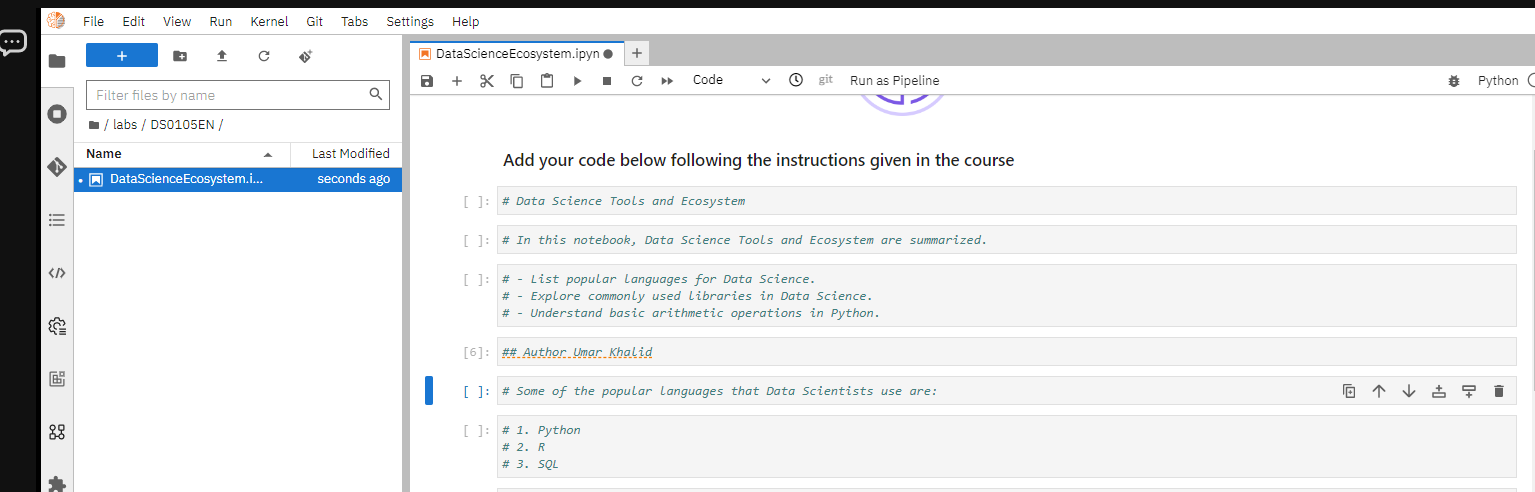 File Edit View Run Kernel Git Tabs Settings Help
+
Filter files by name
/ labs / DS0105EN /
Name Last Modified
DataScienceEcosystem.i... seconds ago
DataScienceEcosystem.ipyn
+
Code git Run as Pipeline Python
Add your code below following the instructions given in the course
[ ]: # Data Science Tools and Ecosystem
[ ]: # In this notebook, Data Science Tools and Ecosystem are summarized.
[ ]: # - List popular languages for Data Science.
# - Explore commonly used libraries in Data Science.
# - Understand basic arithmetic operations in Python.
[6]: ## Author Umar Khalid
[ ]: # Some of the popular languages that Data Scientists use are:
[ ]: # 1. Python
# 2. R
# 3. SQL